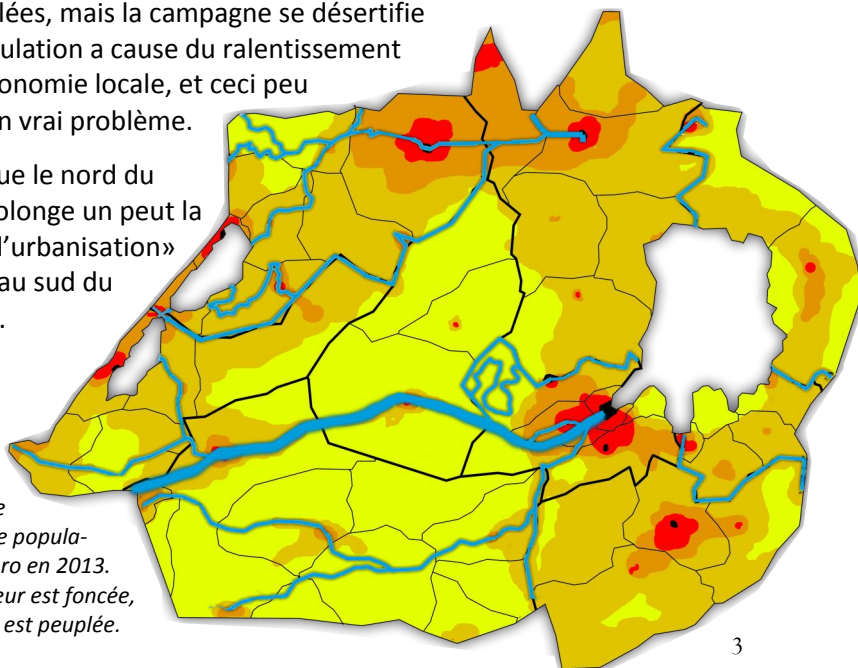 lées, mais la campagne se désertifie
ulation a cause du ralentissement
onomie locale, et ceci peu
n vrai problème.
ue le nord du
olonge un peut la
l’urbanisation»
au sud du
.
e
e popula-
ro en 2013.
eur est foncée,
est peuplée.
3